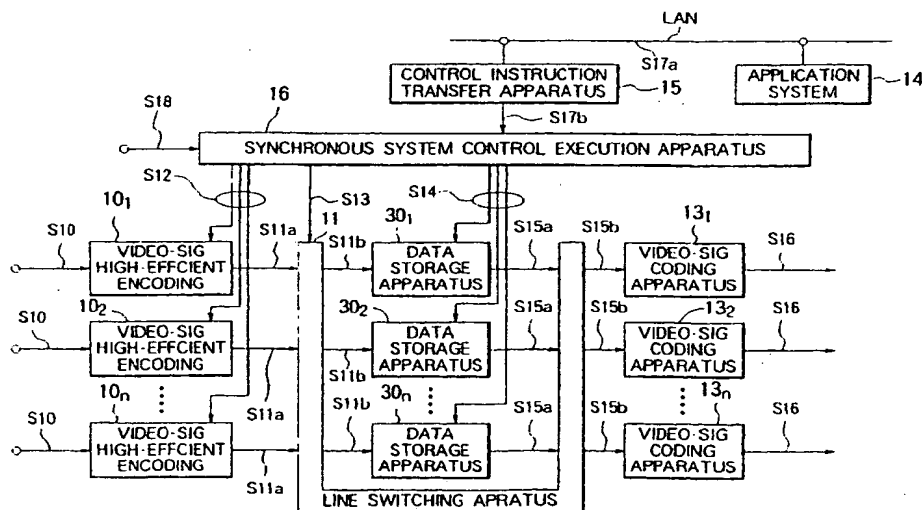 LAN
S17a
CONTROL INSTRUCTION
TRANSFER APPARATUS
15
APPLICATION
SYSTEM
14
S17b
16
S18
SYNCHRONOUS SYSTEM CONTROL EXECUTION APPARATUS
S12
S13
S14
10₁
11
30₁
13₁
S10
VIDEO-SIG
HIGH-EFFCIENT
ENCODING
S11a
S11b
DATA
STORAGE
APPARATUS
S15a
S15b
VIDEO-SIG
CODING
APPARATUS
S16
10₂
30₂
13₂
S10
VIDEO-SIG
HIGH-EFFCIENT
ENCODING
S11a
S11b
DATA
STORAGE
APPARATUS
S15a
S15b
VIDEO-SIG
CODING
APPARATUS
S16
10n
30n
13n
S10
VIDEO-SIG
HIGH-EFFCIENT
ENCODING
S11a
S11b
DATA
STORAGE
APPARATUS
S15a
S15b
VIDEO-SIG
CODING
APPARATUS
S16
LINE SWITCHING APRATUS